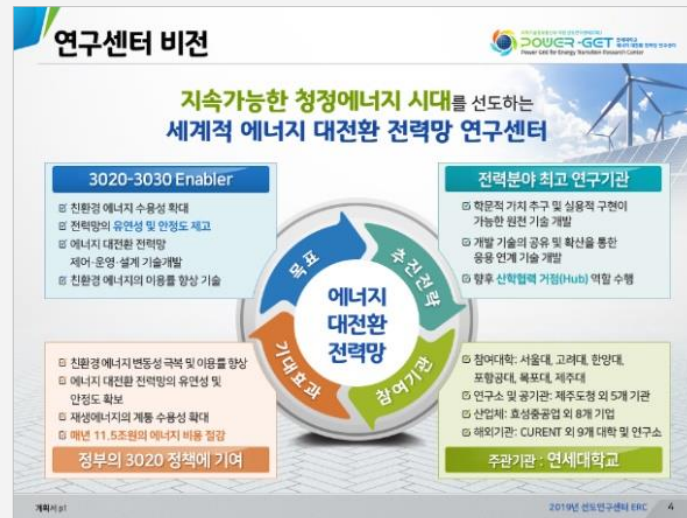 연구센터 비전
POWER-GET
Power Grid for Energy Transition Research Center
지속가능한 청정에너지 시대를 선도하는
세계적 에너지 대전환 전력망 연구센터
3020-3030 Enabler
친환경 에너지 수용성 확대
전력망의 유연성 및 안정도 제고
에너지 대전환 전력망
제어·운영·설계 기술개발
친환경 에너지의 이용률 향상 기술
전력분야 최고 연구기관
학문적 가치 추구 및 실용적 구현이
가능한 원천 기술 개발
개발 기술의 공유 및 확산을 통한
응용 연계 기술 개발
향후 산학협력 거점(Hub) 역할 수행
목표
추진전략
에너지
대전환
전력망
기대효과
참여기관
친환경 에너지 변동성 극복 및 이용률 향상
에너지 대전환 전력망의 유연성 및
안정도 확보
재생에너지의 계통 수용성 확대
매년 11.5조원의 에너지 비용 절감
정부의 3020 정책에 기여
참여대학: 서울대, 고려대, 한양대,
포항공대, 목포대, 제주대
연구소 및 공기관: 제주도청 외 5개 기관
산업체: 효성중공업 외 8개 기업
해외기관: CURENT 외 9개 대학 및 연구소
주관기관 : 연세대학교
계획서 p1
2019년 선도연구센터 ERC
4